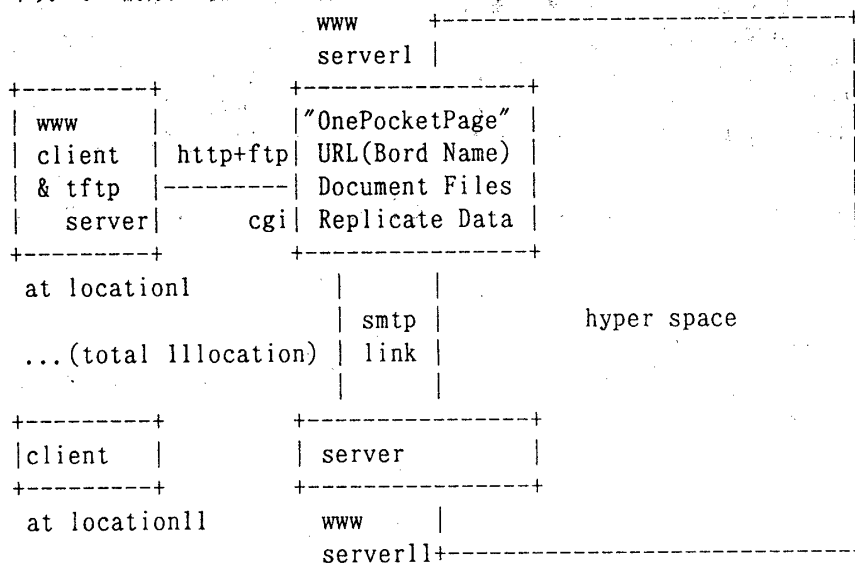 www
server1
www "OnePocketPage"
client http+ftp URL(Bord Name)
& tftp Document Files
server cgi Replicate Data
at location1
smtp hyper space
...(total 11location) link
client server
at location11 www
server11